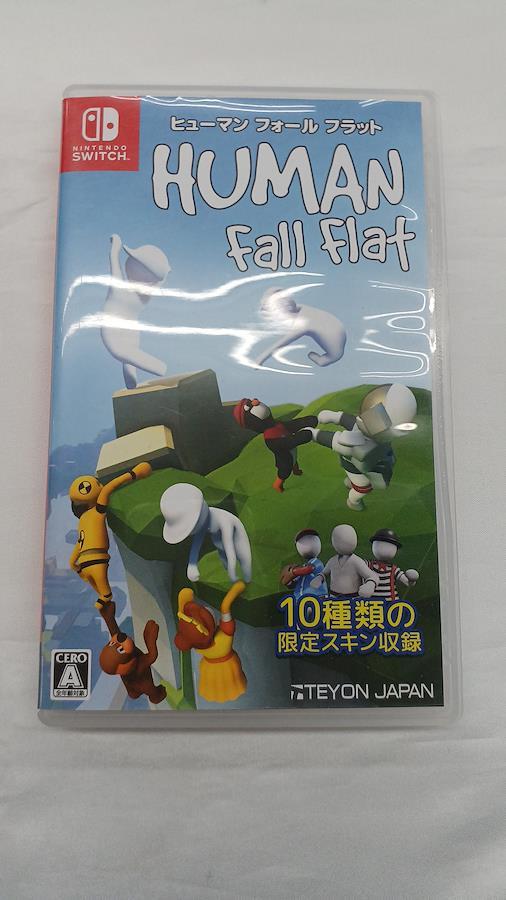 NINTENDO
SWITCH™
ヒューマン フォール フラット
HUMAN
fall flat
10種類の
限定スキン収録
CERO
A
全年齢対象
TEYON JAPAN